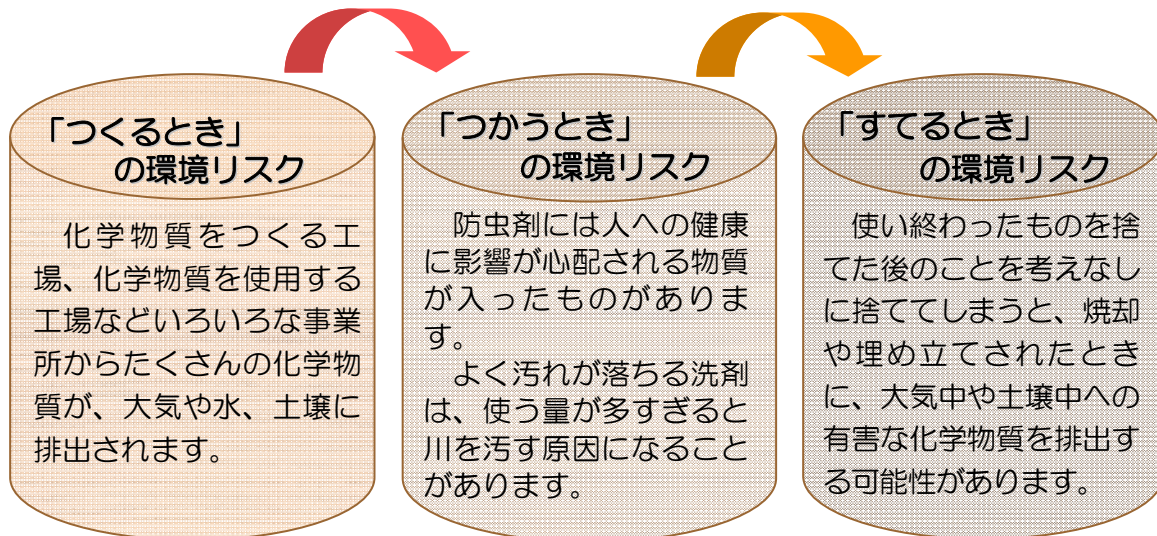 「つくるとき」
の環境リスク
化学物質をつくる工
場、化学物質を使用する
工場などいろいろな事業
所からたくさんの化学物
質が、大気や水、土壌に
排出されます。
「つかうとき」
の環境リスク
防虫剤には人への健康
に影響が心配される物質
が入ったものがありま
す。
よく汚れが落ちる洗剤
は、使う量が多すぎると
川を汚す原因になること
があります。
「すてるとき」
の環境リスク
使い終わったものを捨
てた後のことを考えなし
に捨ててしまうと、焼却
や埋め立てされたとき
に、大気中や土壌中への
有害な化学物質を排出す
る可能性があります。